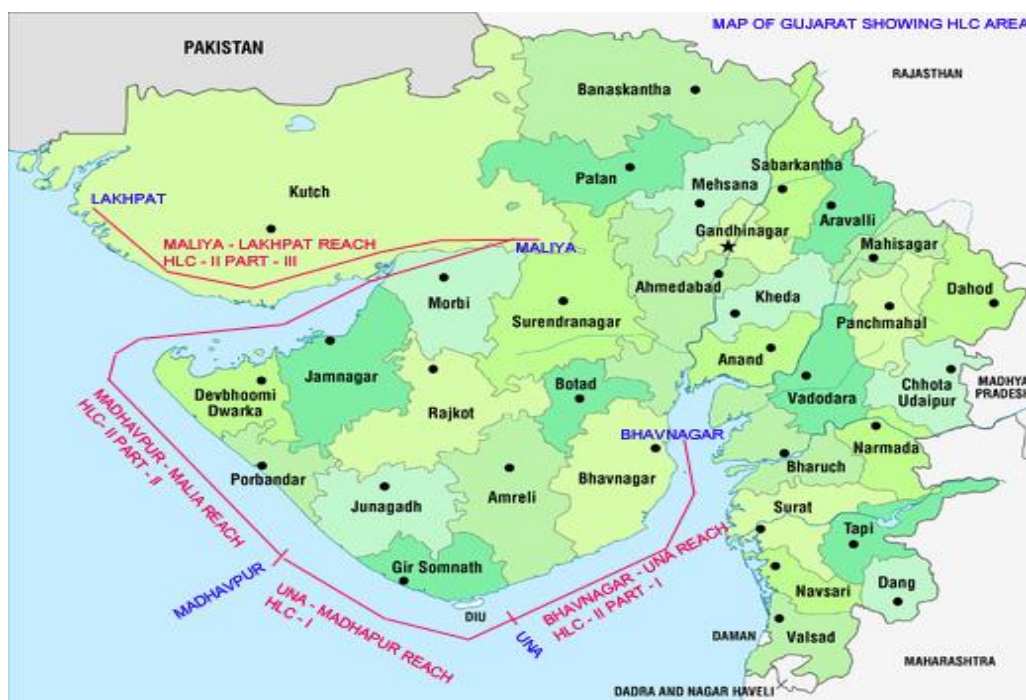 MAP OF GUJARAT SHOWING HLC AREA
PAKISTAN
RAJASTHAN
Banaskantha
Patan
Sabarkantha
Mehsana
Aravalli
LAKHPAT
Kutch
Gandhinagar
MALIYA - LAKHPAT REACH
HLC - II PART - III
MALIYA
Mahisagar
Morbi
Ahmedabad
Kheda
Dahod
Surendranagar
Panchmahal
Anand
Jamnagar
Devbhoomi
Dwarka
Rajkot
Botad
Vadodara
Chhota
Udaipur
MADHYA
PRADESH
MADHAVPUR - MALIA REACH
HLC- II PART - II
BHAVNAGAR
Narmada
Porbandar
Bharuch
Junagadh
Amreli
Bhavnagar
Surat
Tapi
Gir Somnath
MADHAVPUR
UNA - MADHAPUR REACH
HLC - I
BHAVNAGAR - UNA REACH
HLC - II PART - I
Dang
Navsari
DIU
UNA
DAMAN
Valsad
MAHARASHTRA
DADRA AND NAGAR HAVELI